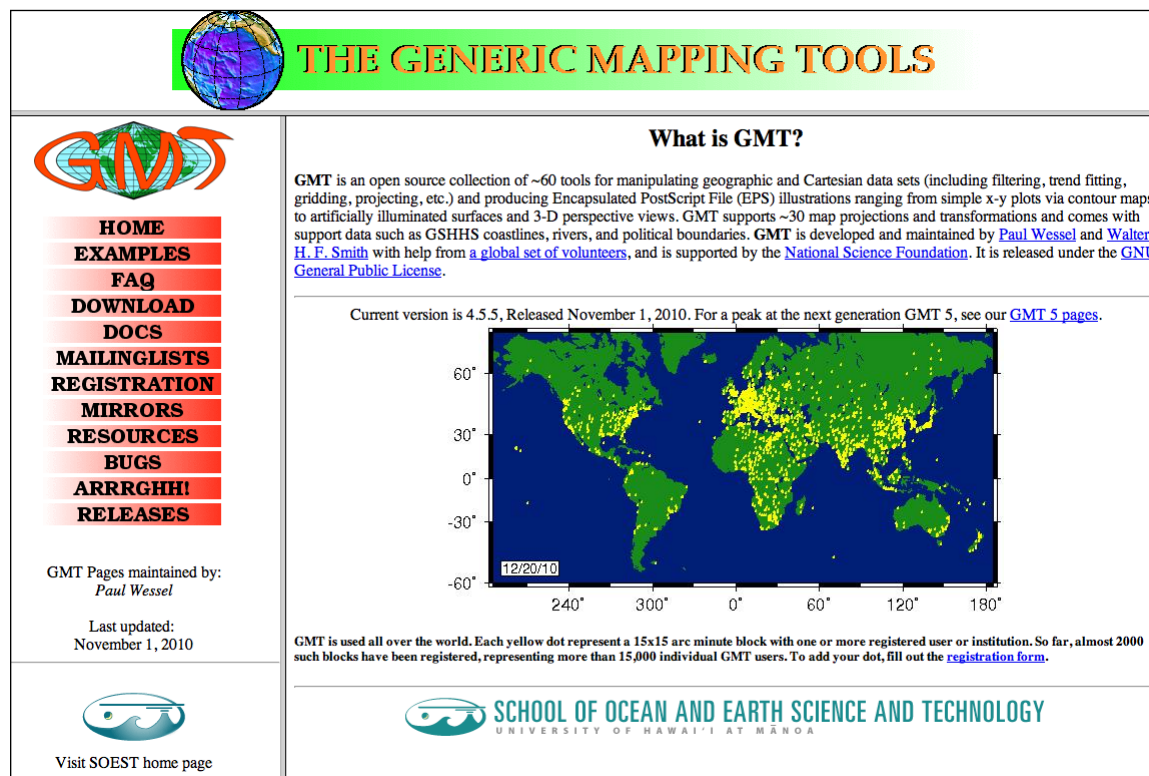 THE GENERIC MAPPING TOOLS
GMT
HOME
EXAMPLES
FAQ
DOWNLOAD
DOCS
MAILINGLISTS
REGISTRATION
MIRRORS
RESOURCES
BUGS
ARRRGHH!
RELEASES
GMT Pages maintained by:
Paul Wessel
Last updated:
November 1, 2010
Visit SOEST home page
What is GMT?
GMT is an open source collection of ~60 tools for manipulating geographic and Cartesian data sets (including filtering, trend fitting,
gridding, projecting, etc.) and producing Encapsulated PostScript File (EPS) illustrations ranging from simple x-y plots via contour maps
to artificially illuminated surfaces and 3-D perspective views. GMT supports ~30 map projections and transformations and comes with
support data such as GSHHS coastlines, rivers, and political boundaries. GMT is developed and maintained by Paul Wessel and Walter
H. F. Smith with help from a global set of volunteers, and is supported by the National Science Foundation. It is released under the GNU
General Public License.
Current version is 4.5.5, Released November 1, 2010. For a peak at the next generation GMT 5, see our GMT 5 pages.
60°
30°
0°
-30°
-60°
12/20/10
240° 300° 0° 60° 120° 180°
GMT is used all over the world. Each yellow dot represent a 15x15 arc minute block with one or more registered user or institution. So far, almost 2000
such blocks have been registered, representing more than 15,000 individual GMT users. To add your dot, fill out the registration form.
SCHOOL OF OCEAN AND EARTH SCIENCE AND TECHNOLOGY
UNIVERSITY OF HAWAI'I AT MĀNOA